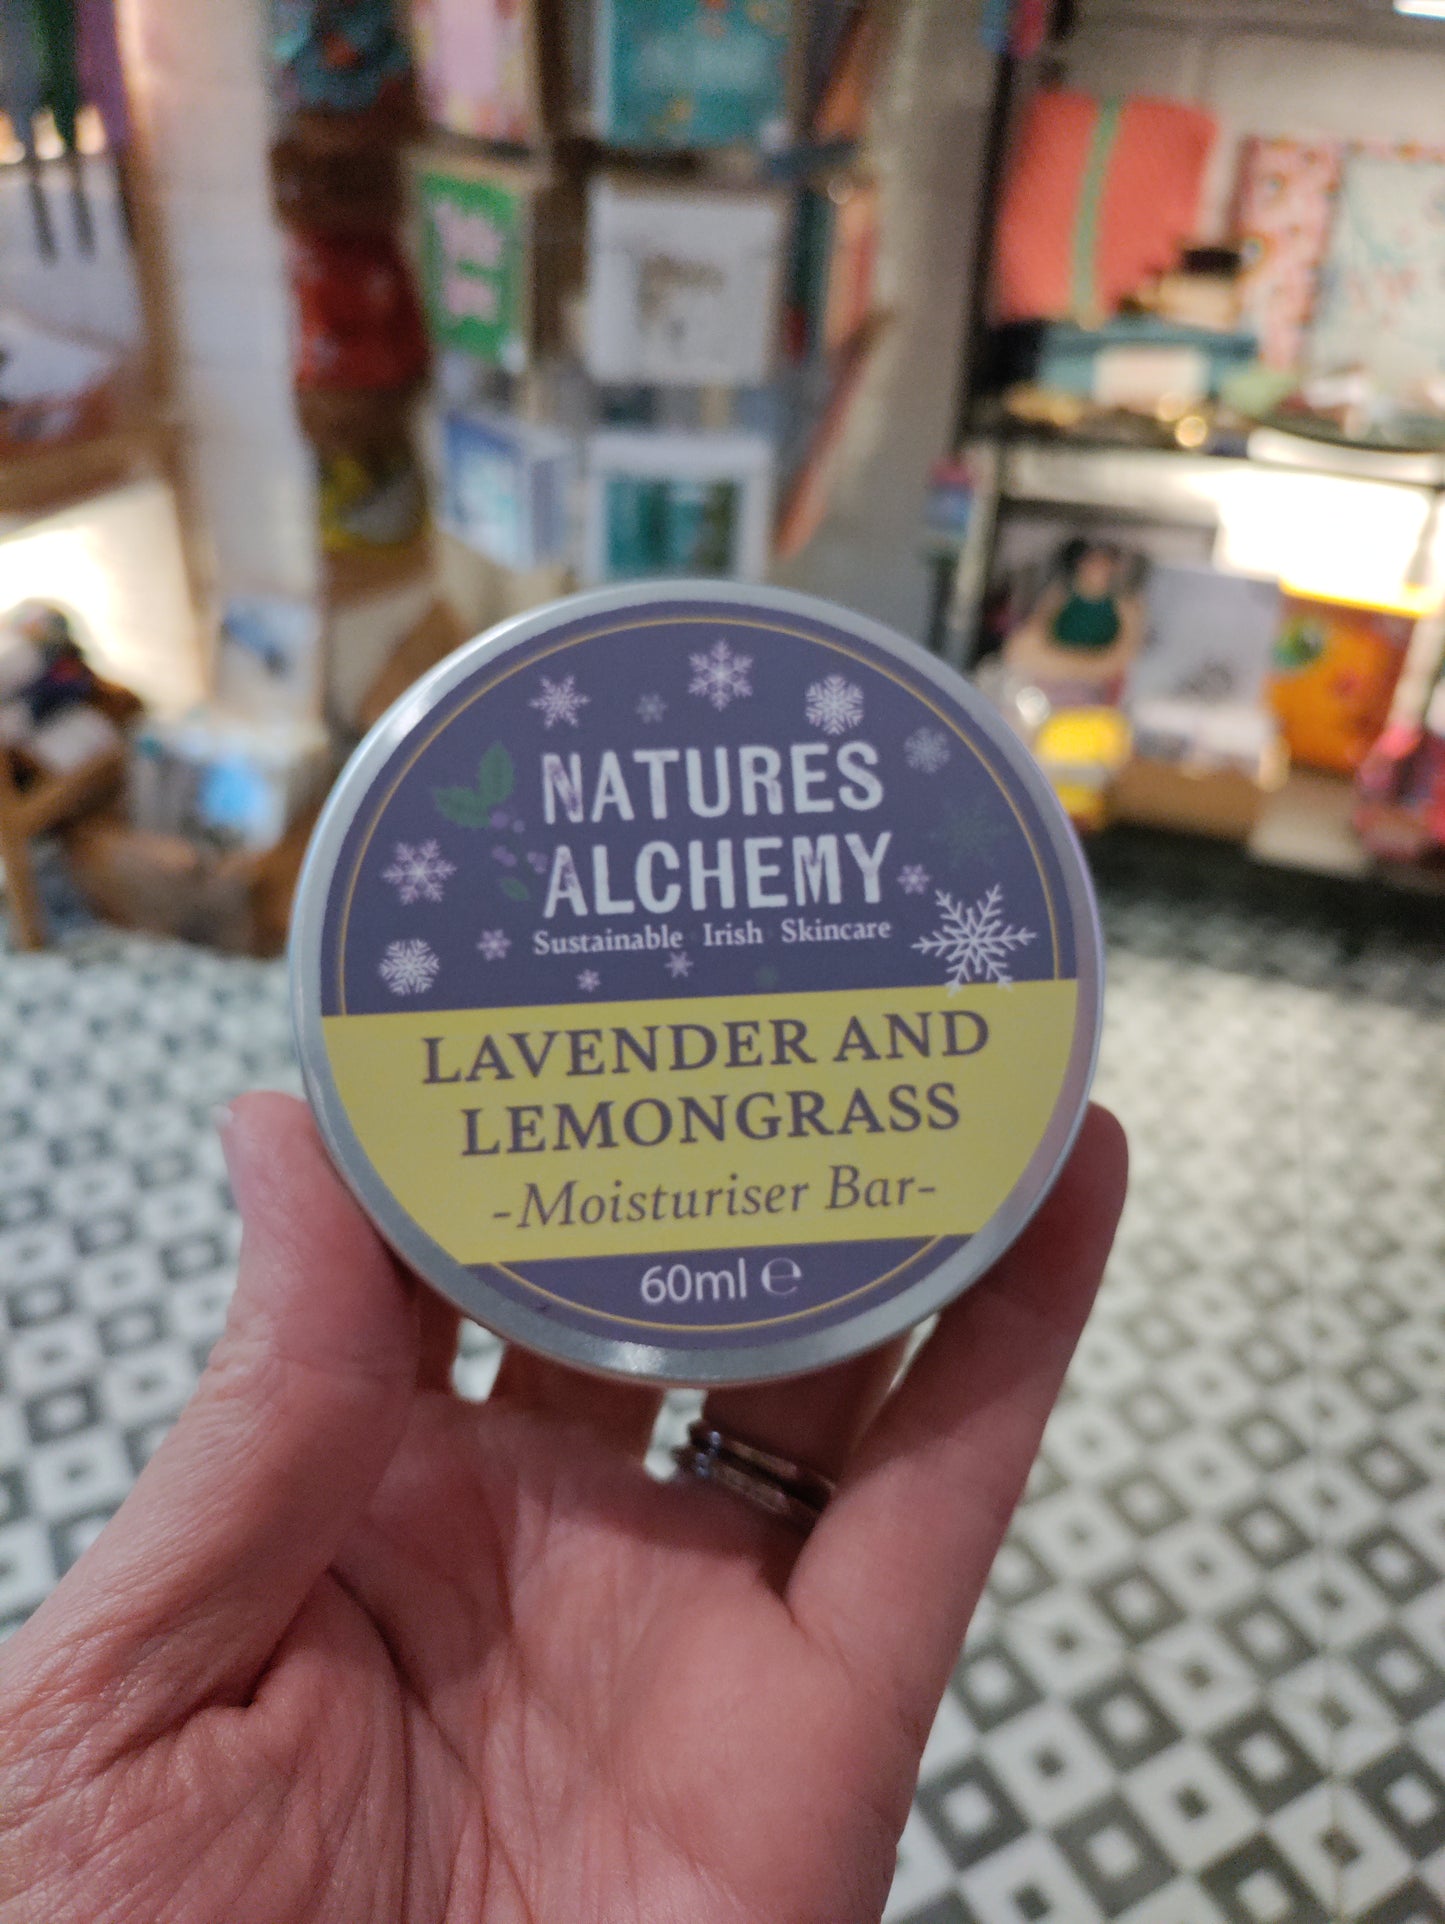 NATURES
ALCHEMY
Sustainable Irish Skincare
LAVENDER AND
LEMONGRASS
-Moisturiser Bar-
60ml ℮